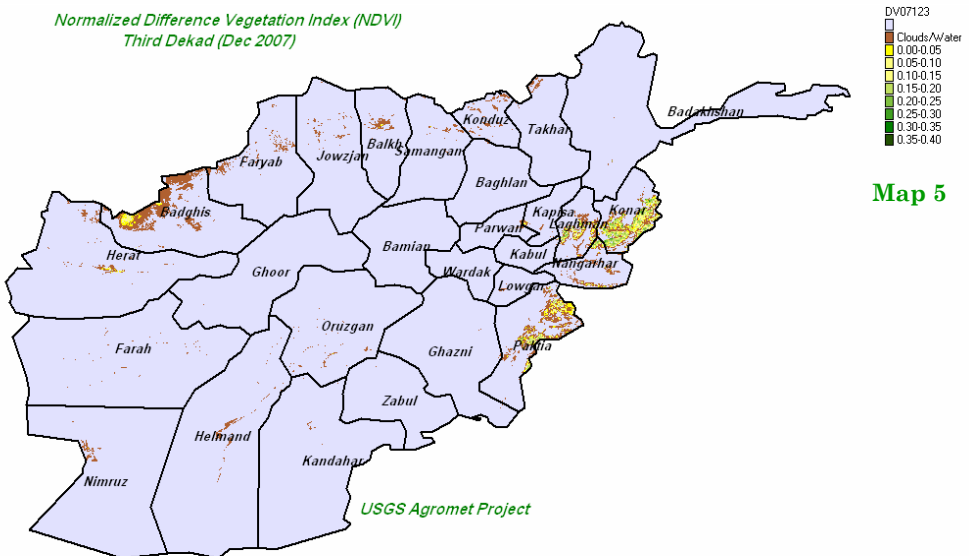 Normalized Difference Vegetation Index (NDVI)
Third Dekad (Dec 2007)
DV07123
Clouds/Water
0.00-0.05
0.05-0.10
0.10-0.15
0.15-0.20
0.20-0.25
0.25-0.30
0.30-0.35
0.35-0.40
Map 5
Badakhshan
Konduz
Takhar
Balkh
Samangan
Jowzjan
Faryab
Baghlan
Badghis
Kapisa
Konar
Laghman
Parwan
Bamian
Kabul
Herat
Nangarhar
Ghoor
Wardak
Lowgar
Oruzgan
Farah
Ghazni
Paktia
Zabul
Helmand
Kandahar
Nimruz
USGS Agromet Project